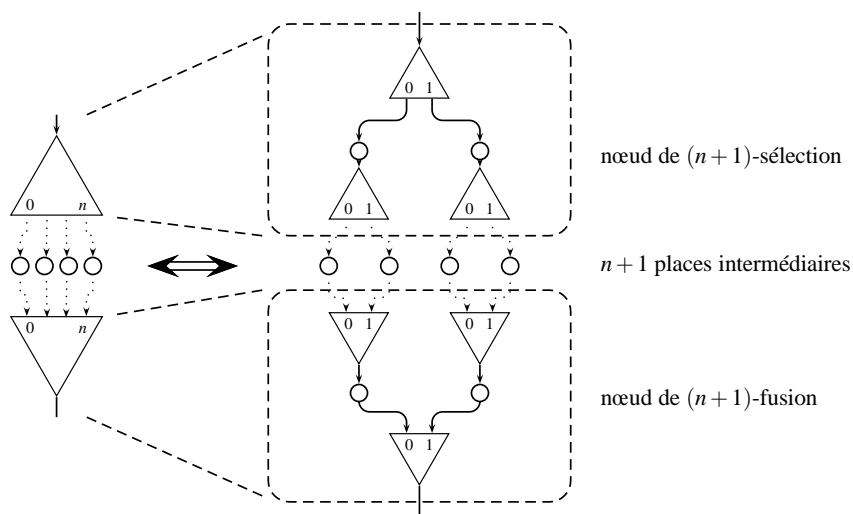 0 1
nœud de (n+1)-sélection
0 n
0 1 0 1
n+1 places intermédiaires
0 n
0 1 0 1
nœud de (n+1)-fusion
0 1